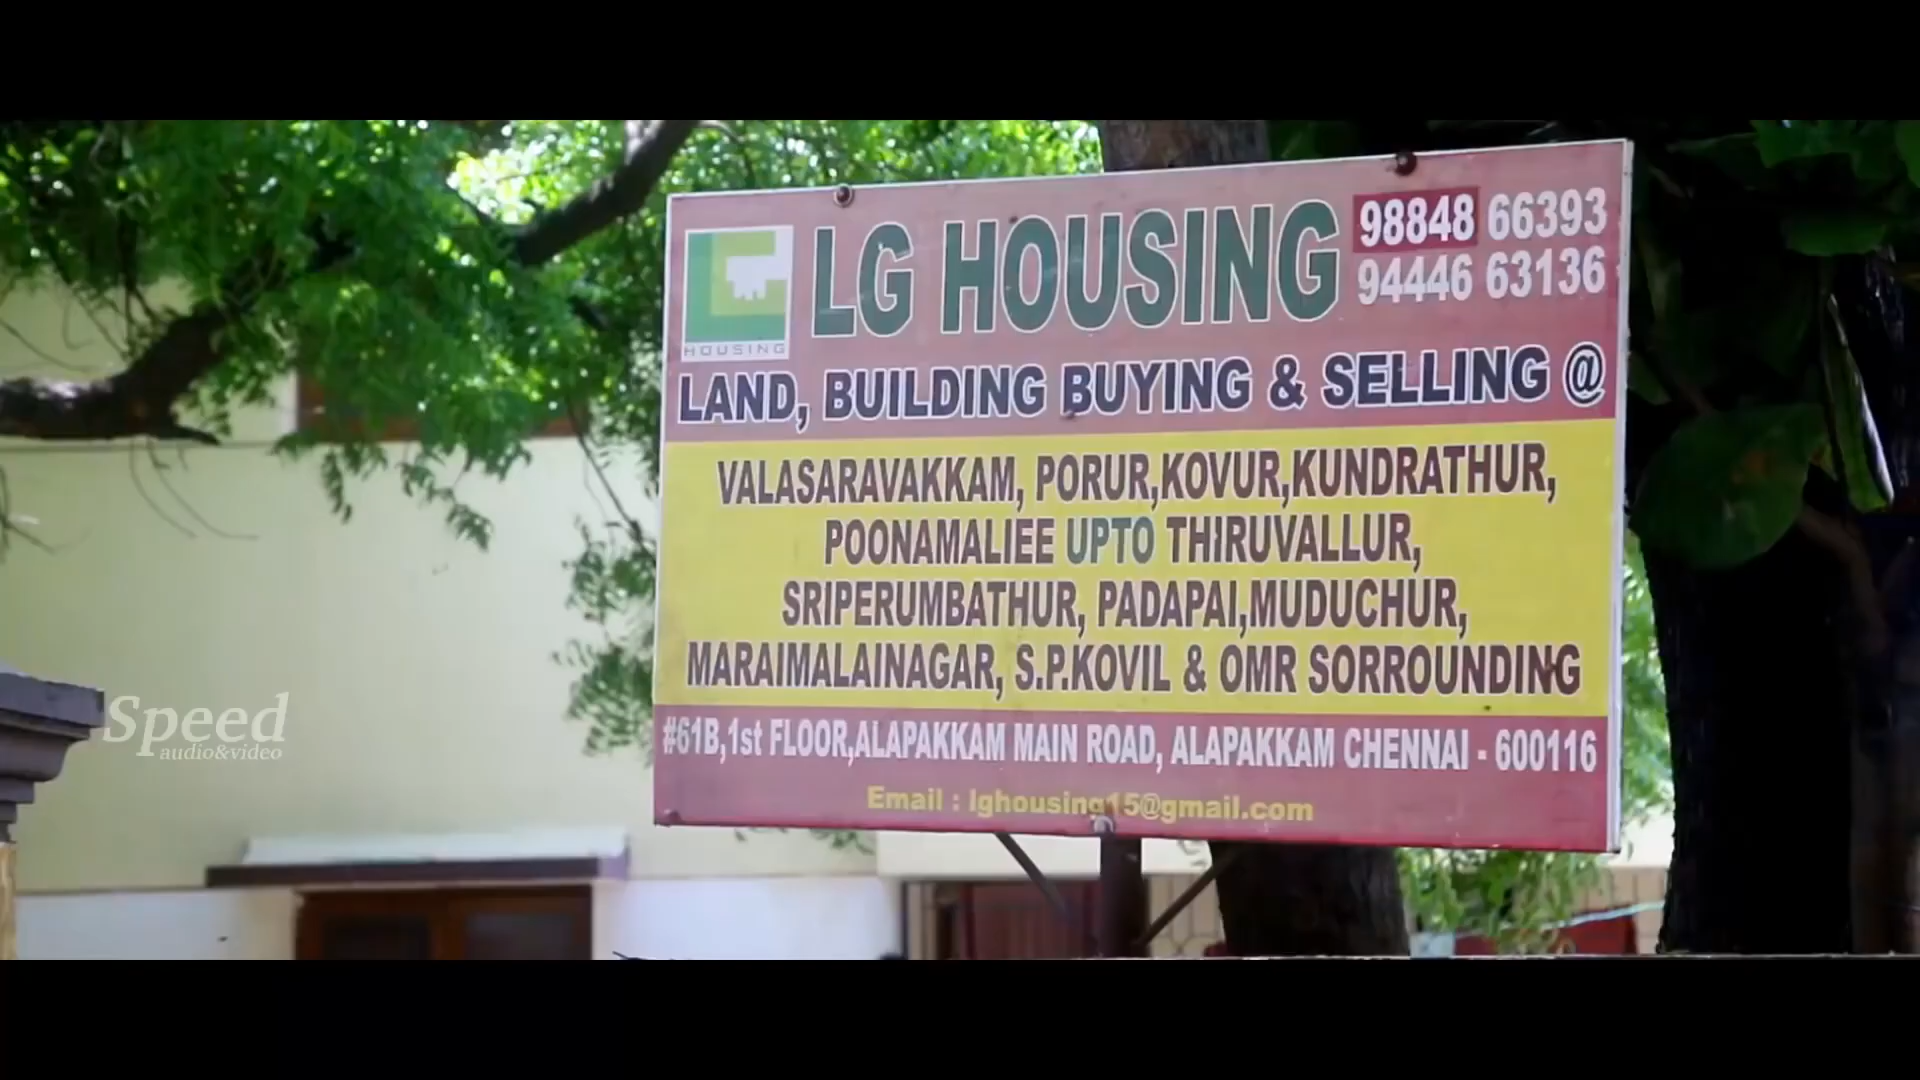 LG HOUSING
98848 66393
94446 63136
HOUSING
LAND, BUILDING BUYING & SELLING @
VALASARAVAKKAM, PORUR,KOVUR,KUNDRATHUR,
POONAMALIEE UPTO THIRUVALLUR,
SRIPERUMBATHUR, PADAPAI,MUDUCHUR,
MARAIMALAINAGAR, S.P.KOVIL & OMR SORROUNDING
#61B,1st FLOOR,ALAPAKKAM MAIN ROAD, ALAPAKKAM CHENNAI - 600116
Email : lghousing15@gmail.com
Speed
audio&video